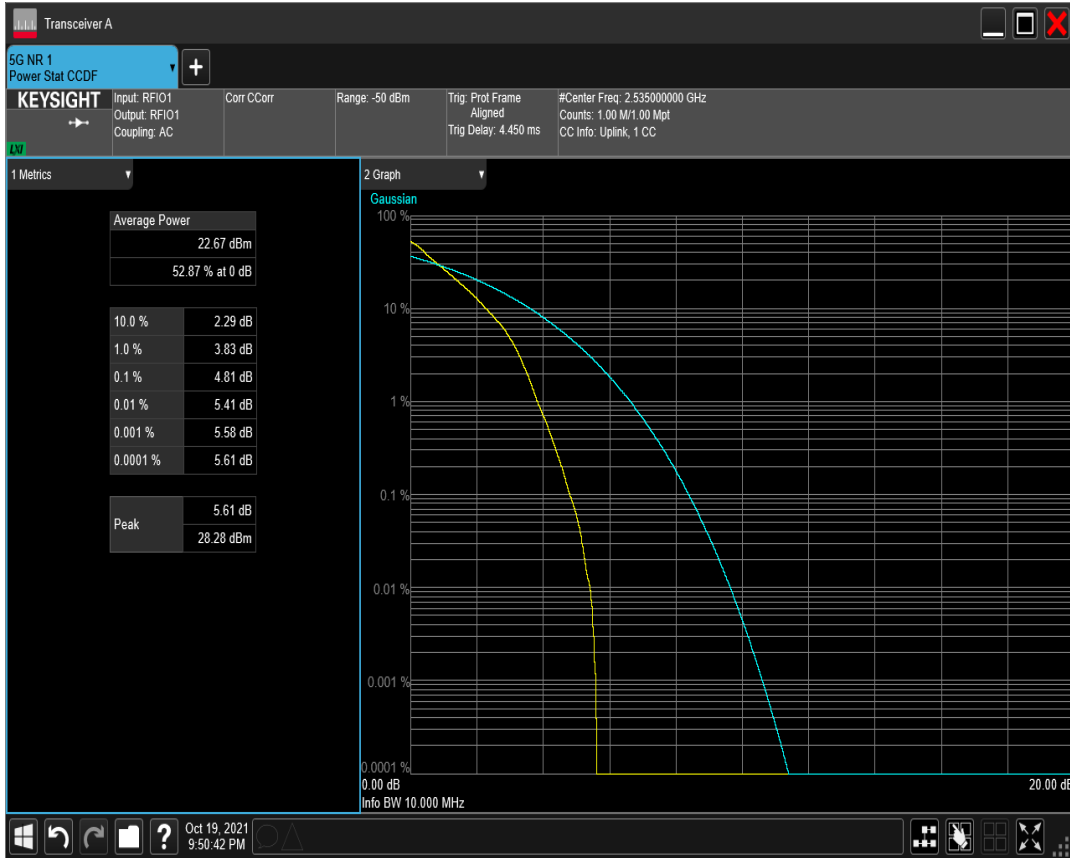 Transceiver A
5G NR 1
Power Stat CCDF
+
KEYSIGHT
LXI
Input: RFIO1
Output: RFIO1
Coupling: AC
Corr CCorr
Range: -50 dBm
Trig: Prot Frame
Aligned
Trig Delay: 4.450 ms
#Center Freq: 2.535000000 GHz
Counts: 1.00 M/1.00 Mpt
CC Info: Uplink, 1 CC
1 Metrics
Average Power
22.67 dBm
52.87 % at 0 dB
10.0 % 2.29 dB
1.0 % 3.83 dB
0.1 % 4.81 dB
0.01 % 5.41 dB
0.001 % 5.58 dB
0.0001 % 5.61 dB
Peak 5.61 dB
28.28 dBm
2 Graph
Gaussian
100 %
10 %
1 %
0.1 %
0.01 %
0.001 %
0.0001 %
0.00 dB 20.00 dB
Info BW 10.000 MHz
?
Oct 19, 2021
9:50:42 PM